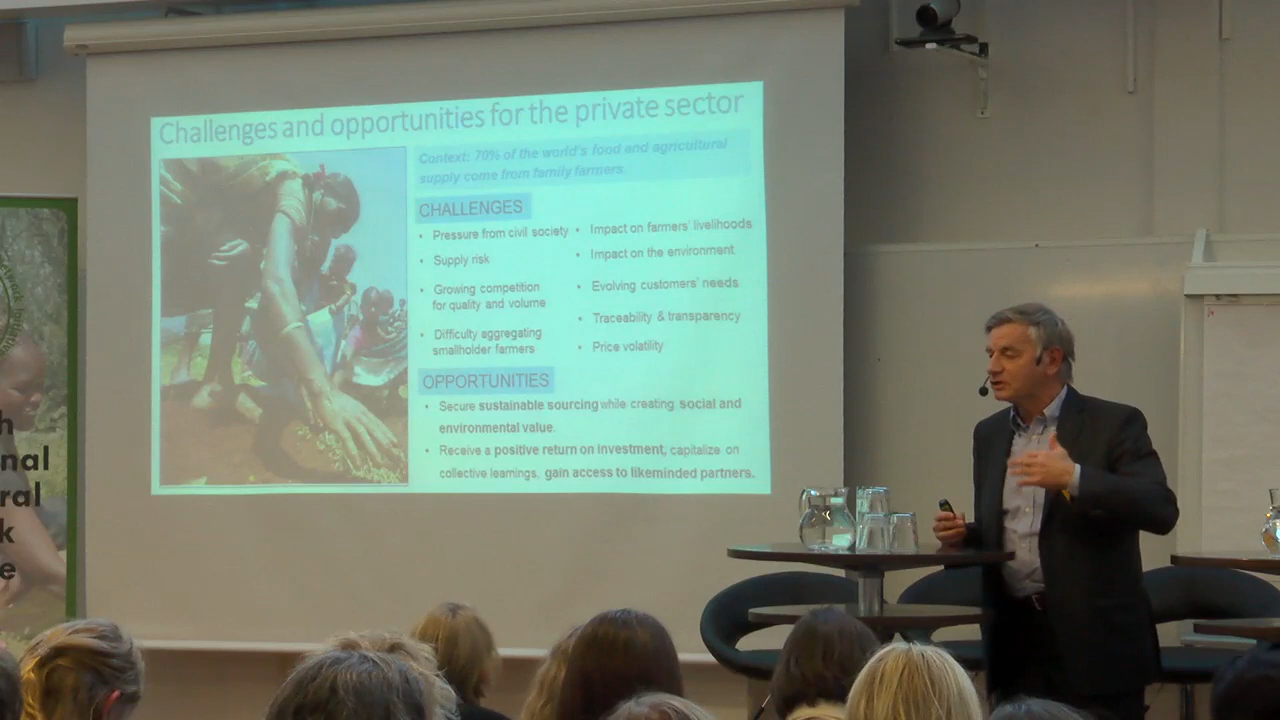 Challenges and opportunities for the private sector
Context: 70% of the world's food and agricultural
supply come from family farmers.
CHALLENGES
• Pressure from civil society
• Supply risk
• Growing competition
for quality and volume
• Difficulty aggregating
smallholder farmers
• Impact on farmers' livelihoods
• Impact on the environment
• Evolving customers' needs
• Traceability & transparency
• Price volatility
OPPORTUNITIES
• Secure sustainable sourcing while creating social and
environmental value.
• Receive a positive return on investment, capitalize on
collective learnings, gain access to likeminded partners.
h
nal
ral
k
e